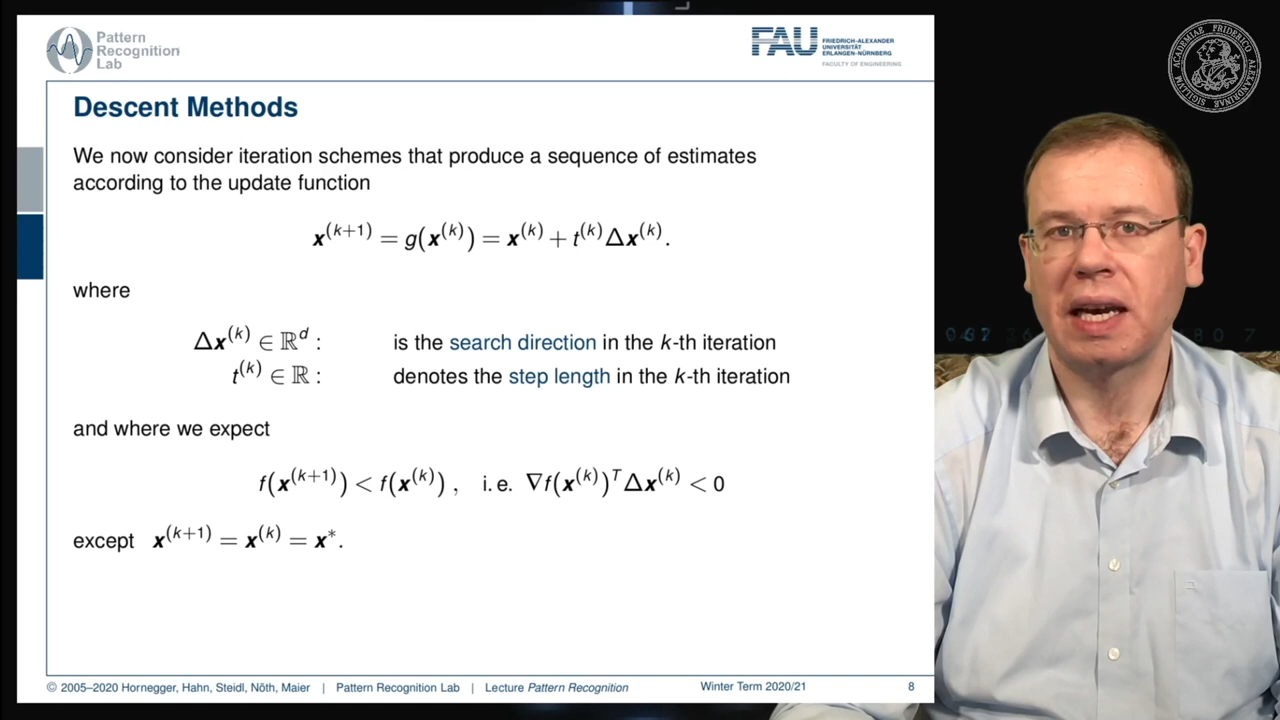 Pattern
Recognition
Lab
FAU
FRIEDRICH-ALEXANDER
UNIVERSITÄT
ERLANGEN-NÜRNBERG
FACULTY OF ENGINEERING
Descent Methods
We now consider iteration schemes that produce a sequence of estimates
according to the update function
x^(k+1) = g(x^(k)) = x^(k) + t^(k) Δx^(k).
where
Δx^(k) ∈ ℝ^d : is the search direction in the k-th iteration
t^(k) ∈ ℝ : denotes the step length in the k-th iteration
and where we expect
f(x^(k+1)) < f(x^(k)) , i. e. ∇f(x^(k))^T Δx^(k) < 0
except x^(k+1) = x^(k) = x^*.
© 2005–2020 Hornegger, Hahn, Steidl, Nöth, Maier | Pattern Recognition Lab | Lecture Pattern Recognition Winter Term 2020/21 8